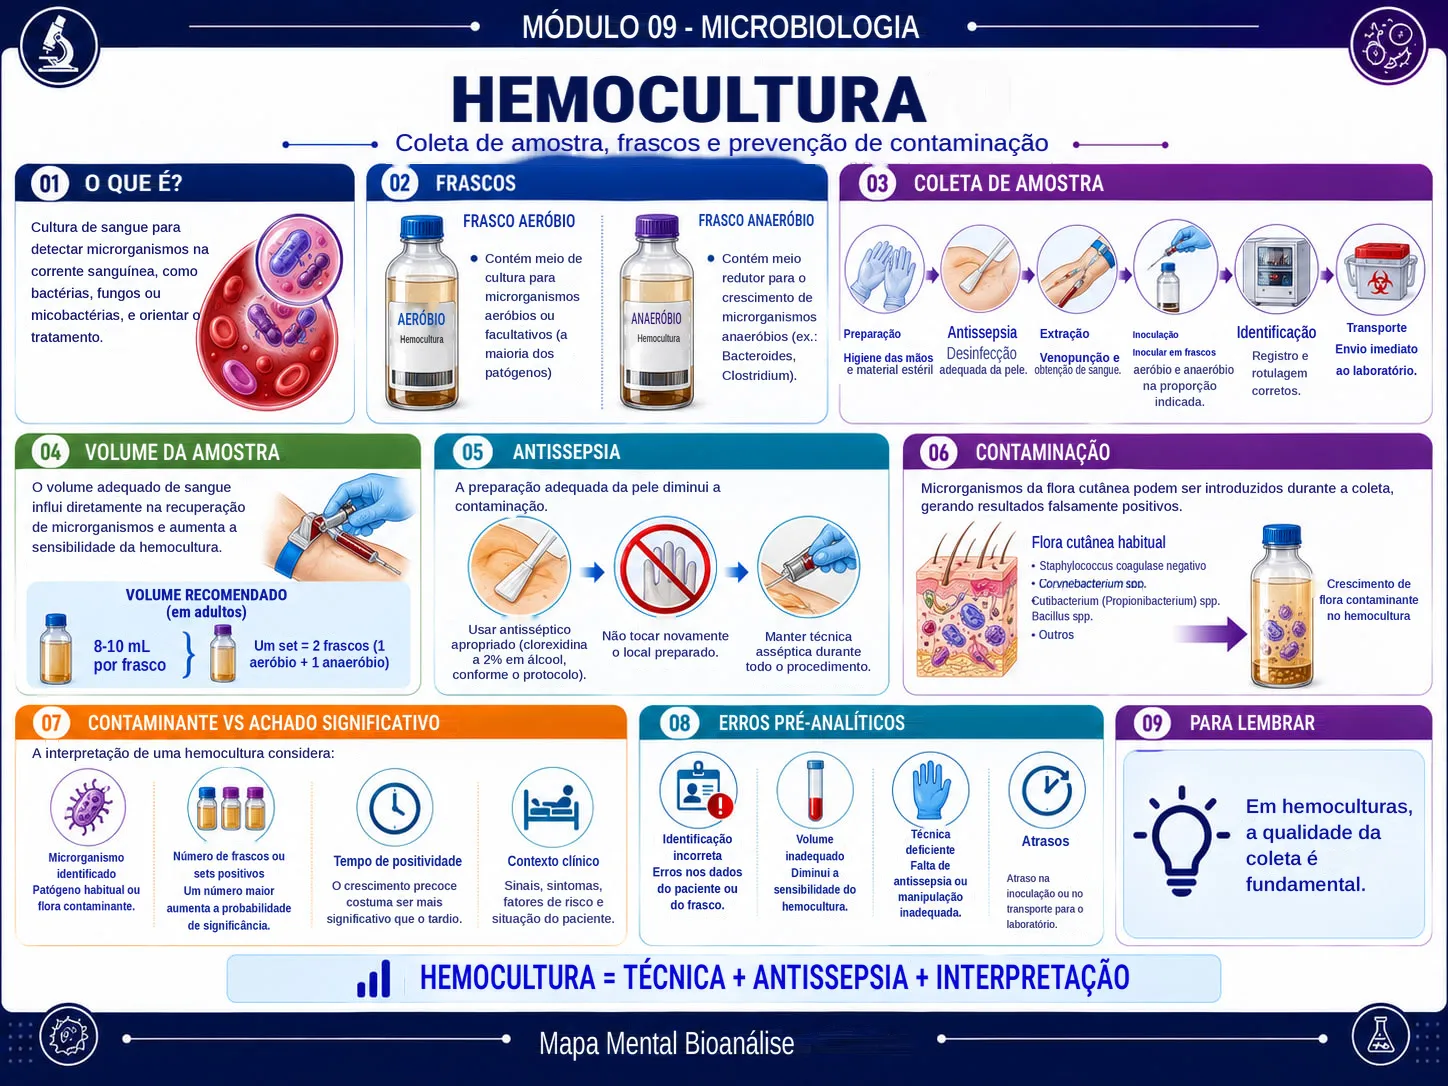 MÓDULO 09 - MICROBIOLOGIA
HEMOCULTURA
Coleta de amostra, frascos e prevenção de contaminação
01 O QUE É?
Cultura de sangue para
detectar microrganismos na
corrente sanguínea, como
bactérias, fungos ou
micobactérias, e orientar o
tratamento.
02 FRASCOS
FRASCO AERÓBIO
Contém meio de
cultura para
microrganismos
aeróbios ou
facultativos (a
maioria dos
patógenos)
AERÓBIO
Hemocultura
FRASCO ANAERÓBIO
Contém meio
redutor para o
crescimento de
microrganismos
anaeróbios (ex.:
Bacteroides,
Clostridium).
ANAERÓBIO
Hemocultura
03 COLETA DE AMOSTRA
Preparação
Higiene das mãos
e material estéril
Antissepsia
Desinfecção
adequada da pele.
Extração
Venopunção e
obtenção de sangue.
Inoculação
Inocular em frascos
aeróbio e anaeróbio
na proporção
indicada.
Identificação
Registro e
rotulagem
corretos.
Transporte
Envio imediato
ao laboratório.
04 VOLUME DA AMOSTRA
O volume adequado de sangue
influi diretamente na recuperação
de microrganismos e aumenta a
sensibilidade da hemocultura.
VOLUME RECOMENDADO
(em adultos)
8-10 mL
por frasco
Um set = 2 frascos (1
aeróbio + 1 anaeróbio)
05 ANTISSEPSIA
A preparação adequada da pele diminui a
contaminação.
Usar antisséptico
apropriado (clorexidina
a 2% em álcool,
conforme o protocolo).
Não tocar novamente
o local preparado.
Manter técnica
asséptica durante
todo o procedimento.
06 CONTAMINAÇÃO
Microrganismos da flora cutânea podem ser introduzidos durante a coleta,
gerando resultados falsamente positivos.
Flora cutânea habitual
• Staphylococcus coagulase negativo
• Corynebacterium spp.
•Cutibacterium (Propionibacterium) spp.
Bacillus spp.
• Outros
Crescimento de
flora contaminante
no hemocultura
07 CONTAMINANTE VS ACHADO SIGNIFICATIVO
A interpretação de uma hemocultura considera:
Microrganismo
identificado
Patógeno habitual ou
flora contaminante.
Número de frascos ou
sets positivos
Um número maior
aumenta a probabilidade
de significância.
Tempo de positividade
O crescimento precoce
costuma ser mais
significativo que o tardio.
Contexto clínico
Sinais, sintomas,
fatores de risco e
situação do paciente.
08 ERROS PRÉ-ANALÍTICOS
Identificação
incorreta
Erros nos dados
do paciente ou
do frasco.
Volume
inadequado
Diminui a
sensibilidade do
hemocultura.
Técnica
deficiente
Falta de
antissepsia ou
manipulação
inadequada.
Atrasos
Atraso na
inoculação ou no
transporte para o
laboratório.
09 PARA LEMBRAR
Em hemoculturas,
a qualidade da
coleta é
fundamental.
HEMOCULTURA = TÉCNICA + ANTISSEPSIA + INTERPRETAÇÃO
Mapa Mental Bioanálise